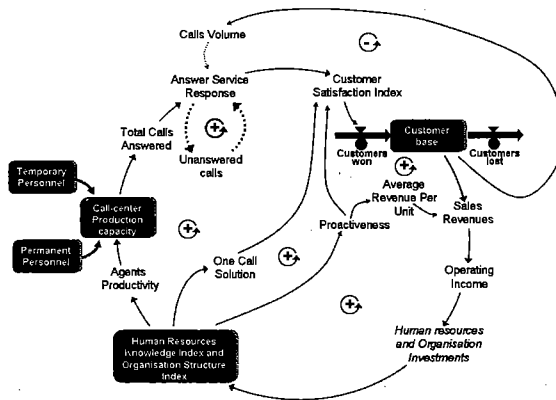 Calls Volume
-
Answer Service
Response
Customer
Satisfaction Index
+
Total Calls
Answered
Unanswered
calls
Customers
won
Customer
base
Customers
lost
+
Temporary
Personnel
Average
Revenue Per
Unit
Call-center
Production
capacity
Sales
Revenues
Proactiveness
+
Permanent
Personnel
One Call
Solution
+
Agents
Productivity
Operating
Income
+
Human Resources
Knowledge Index and
Organisation Structure
Index
Human resources
and Organisation
Investments